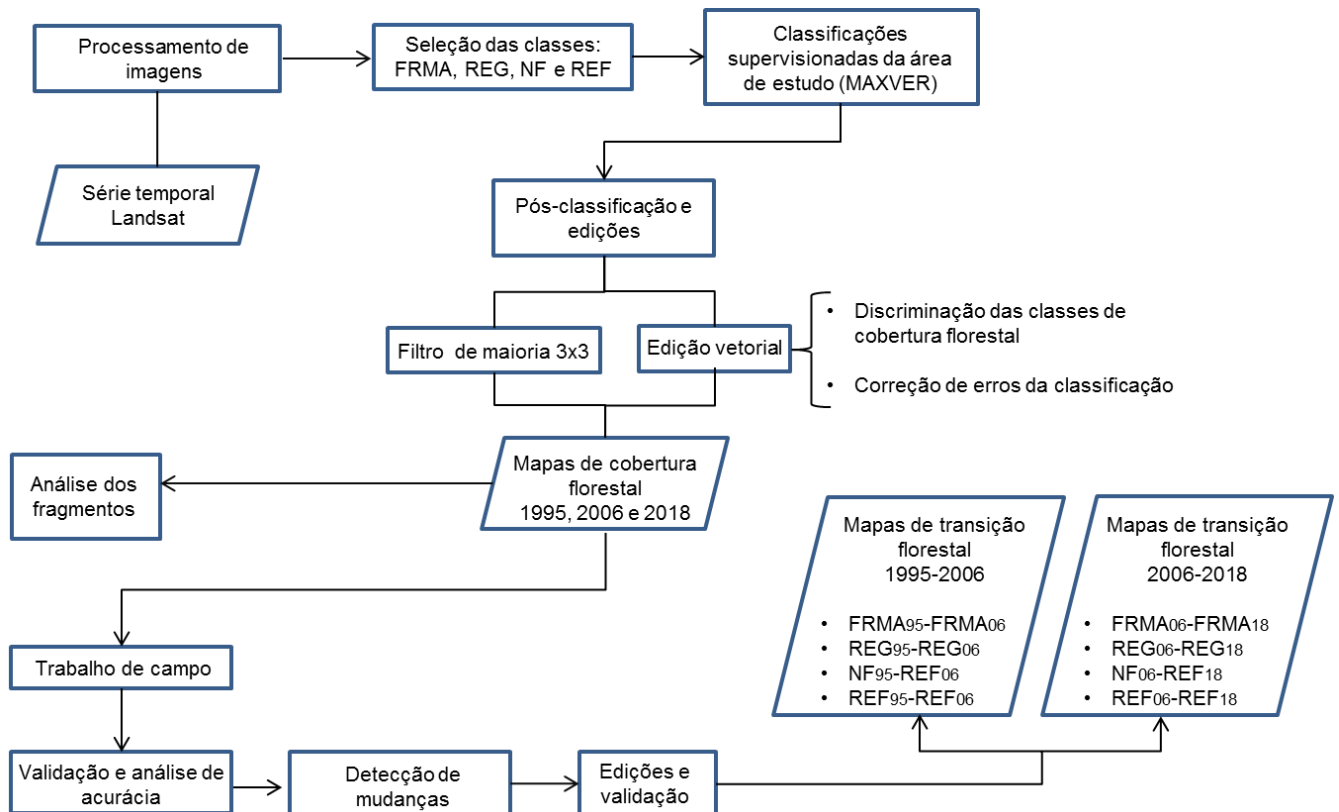 Processamento de
imagens
Seleção das classes:
FRMA, REG, NF e REF
Classificações
supervisionadas da área
de estudo (MAXVER)
Série temporal
Landsat
Pós-classificação e
edições
Filtro de maioria 3x3
Edição vetorial
• Discriminação das classes de
cobertura florestal
• Correção de erros da classificação
Análise dos
fragmentos
Mapas de cobertura
florestal
1995, 2006 e 2018
Mapas de transição
florestal
1995-2006
• FRMA95-FRMA06
• REG95-REG06
• NF95-REF06
• REF95-REF06
Mapas de transição
florestal
2006-2018
• FRMA06-FRMA18
• REG06-REG18
• NF06-REF18
• REF06-REF18
Trabalho de campo
Validação e análise de
acurácia
Detecção de
mudanças
Edições e
validação